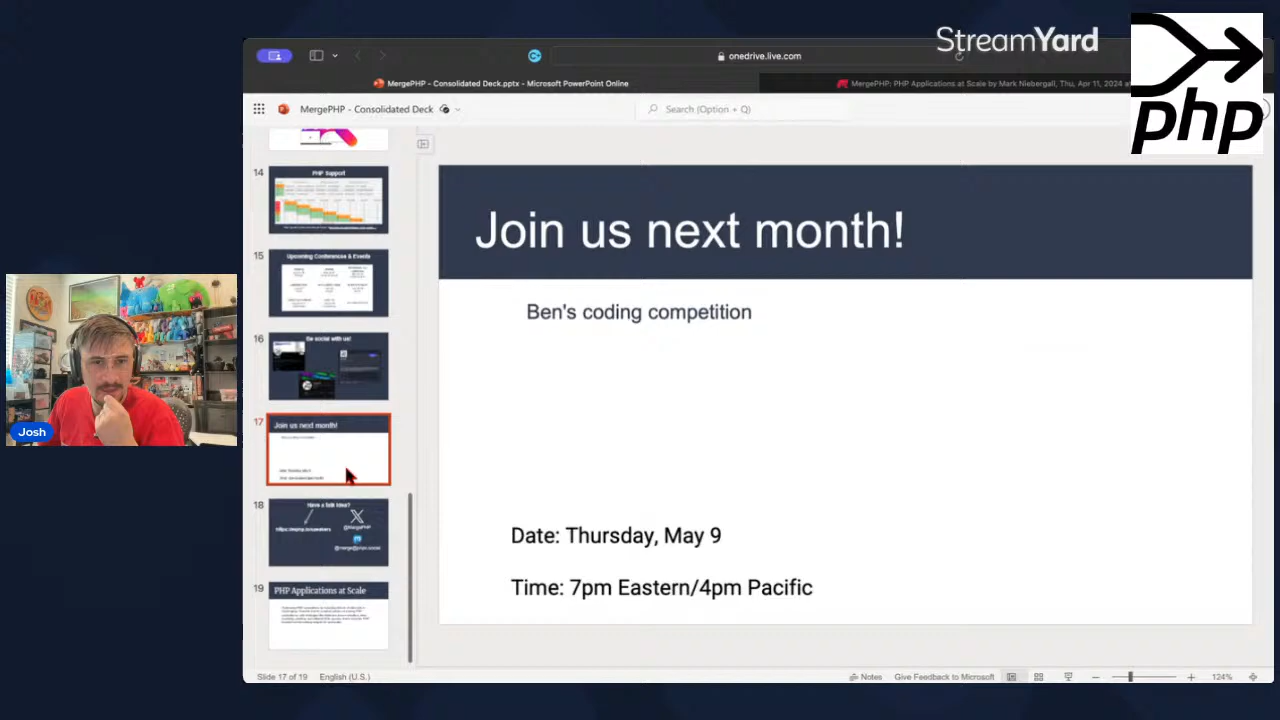 StreamYard
php
onedrive.live.com
MergePHP - Consolidated Deck.pptx - Microsoft PowerPoint Online
MergePHP: PHP Applications at Scale by Mark Niebergall, Thu, Apr 11, 2024 a
MergePHP - Consolidated Deck
Search (Option + Q)
14
PHP Support
15
Upcoming Conferences & Events
16
Be social with us!
17
Join us next month!
18
Have a talk idea?
@MergePHP
@merge@phpc.social
19
PHP Applications at Scale
Join us next month!
Ben's coding competition
Date: Thursday, May 9
Time: 7pm Eastern/4pm Pacific
Josh
Slide 17 of 19
English (U.S.)
Notes
Give Feedback to Microsoft
124%